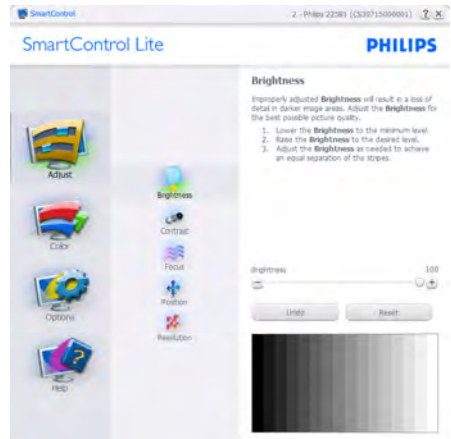 SmartControl
2 - Philips 225B1 (CS30715000001)
? X
SmartControl Lite
PHILIPS
Brightness
Improperly adjusted Brightness will result in a loss of
detail in darker image areas. Adjust the Brightness for
the best possible picture quality.
1. Lower the Brightness to the minimum level.
2. Raise the Brightness to the desired level.
3. Adjust the Brightness as needed to achieve
an equal separation of the stripes.
Adjust
Color
Options
Help
?
Brightness
Contrast
Focus
Position
Resolution
Brightness 100
Undo Reset